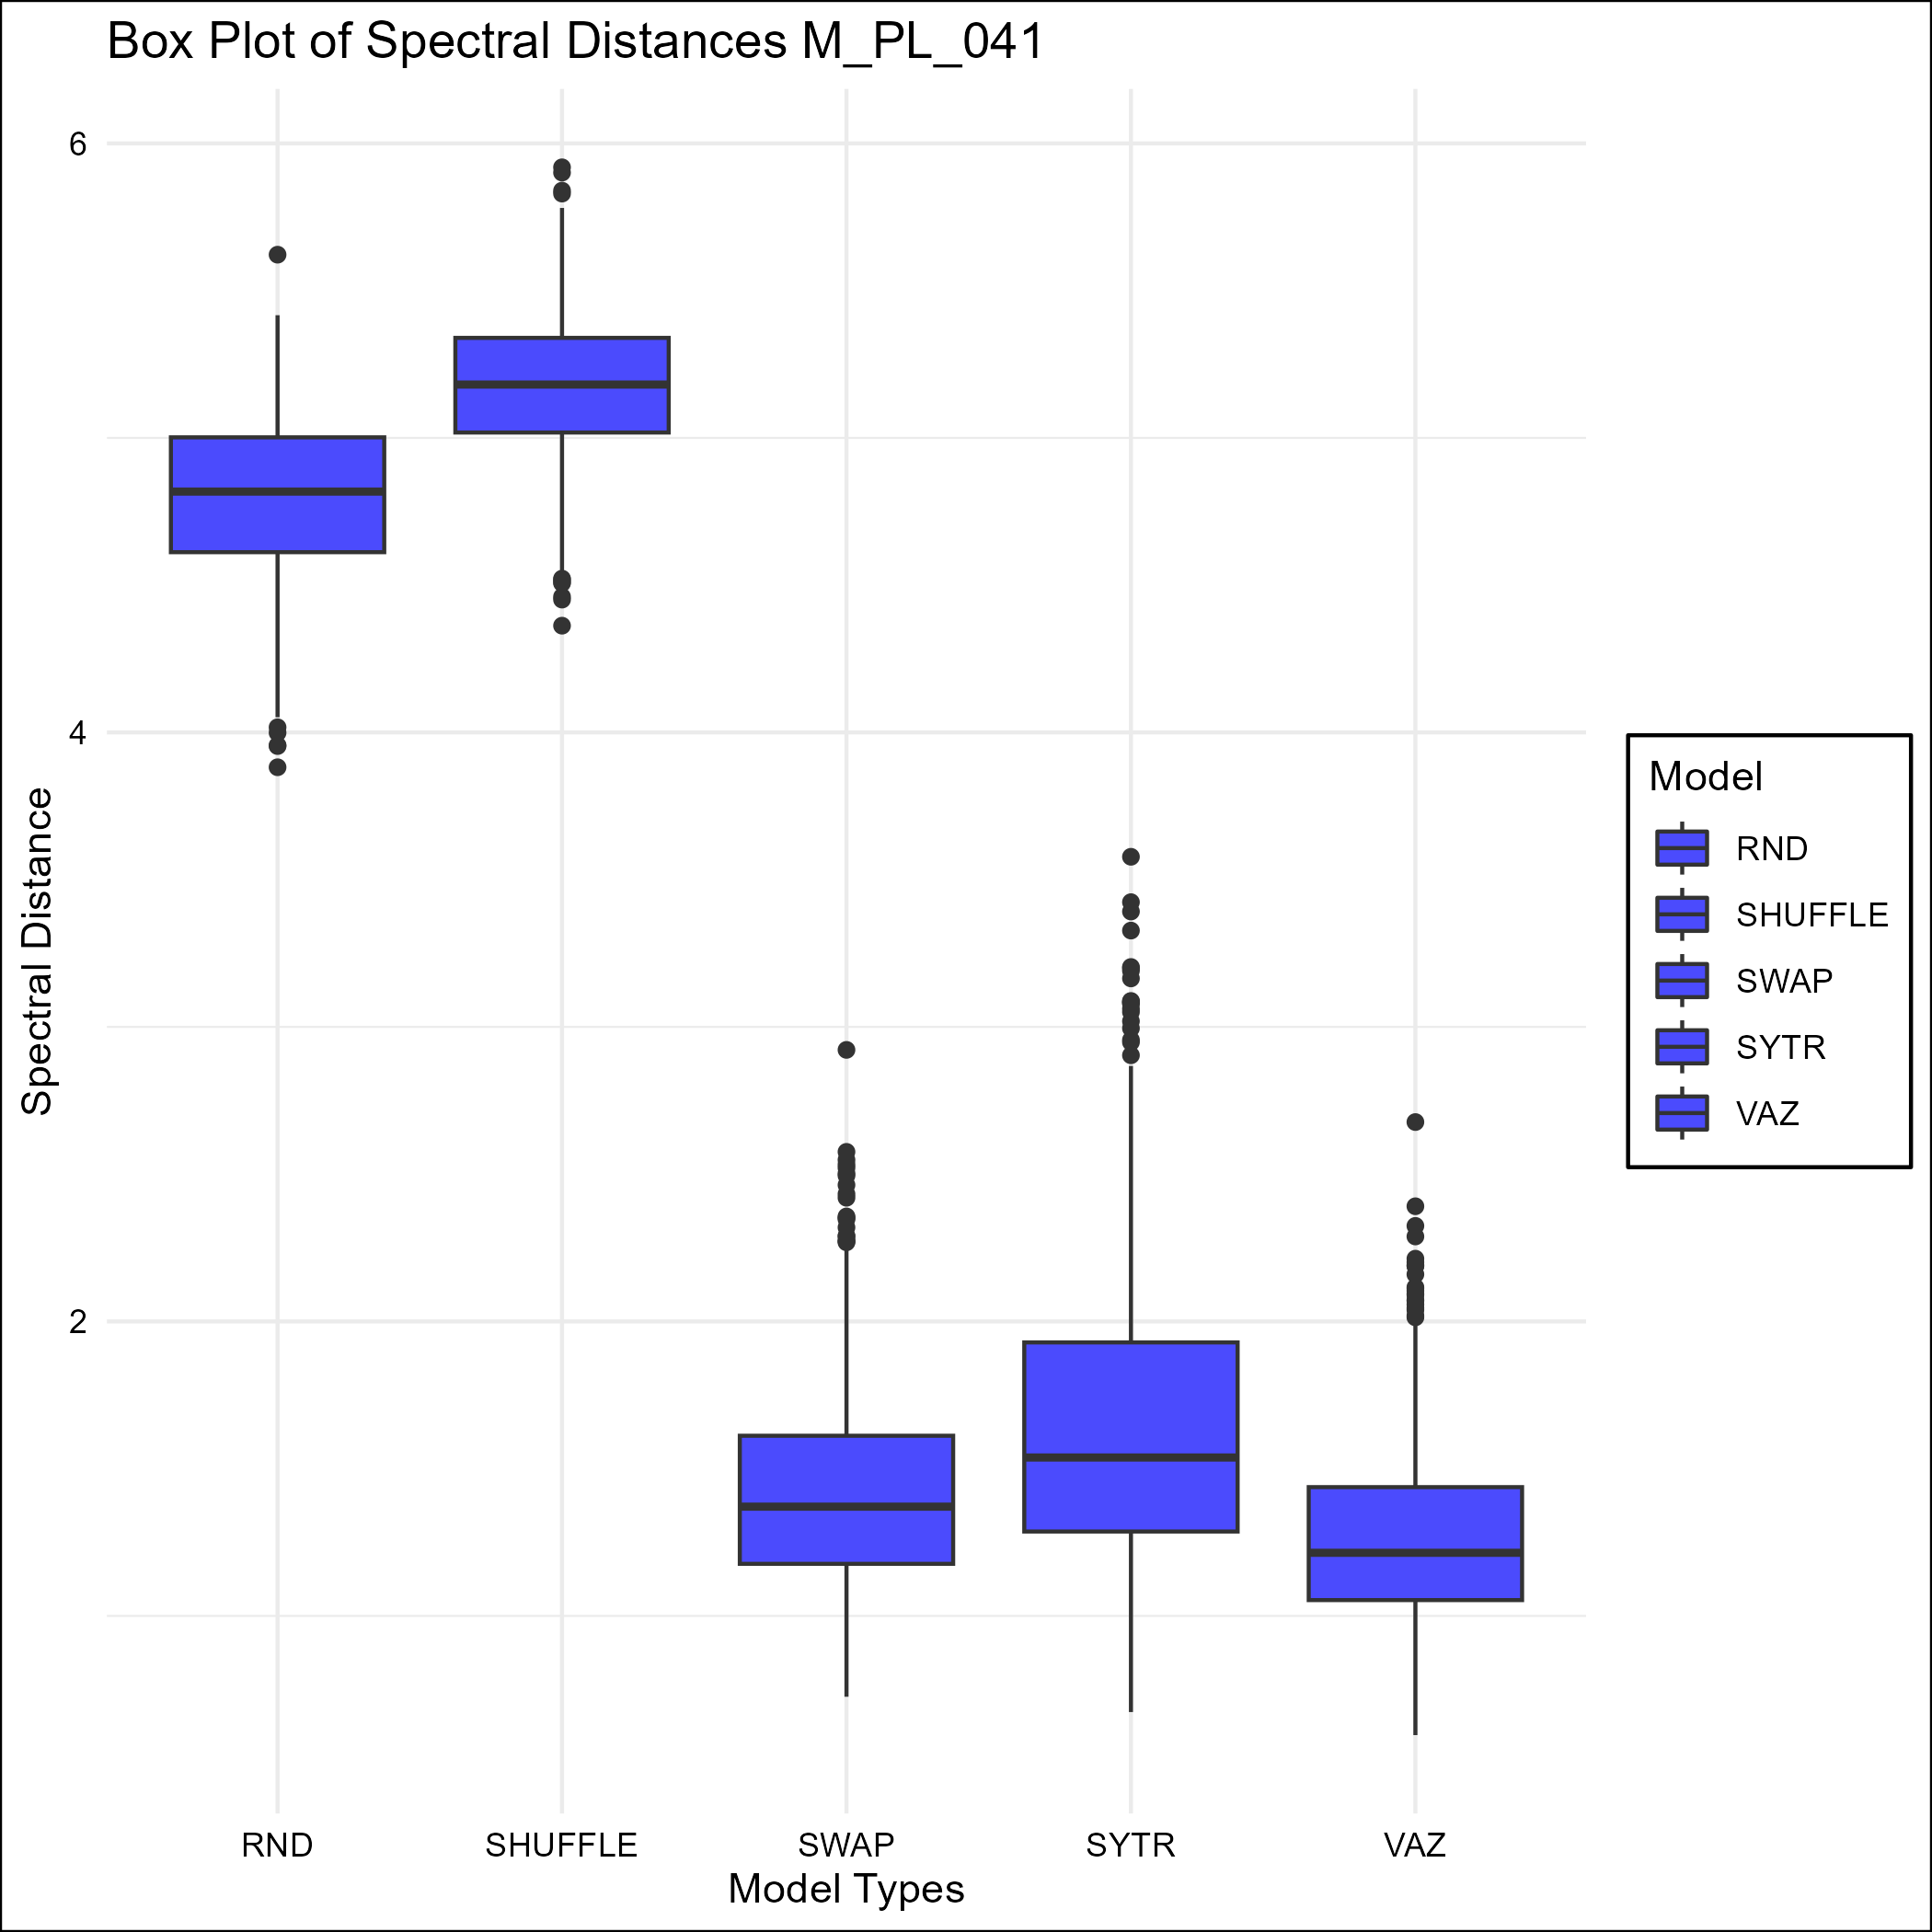 Box Plot of Spectral Distances M_PL_041
6
4
2
Spectral Distance
RND
SHUFFLE
SWAP
SYTR
VAZ
Model Types
Model
RND
SHUFFLE
SWAP
SYTR
VAZ